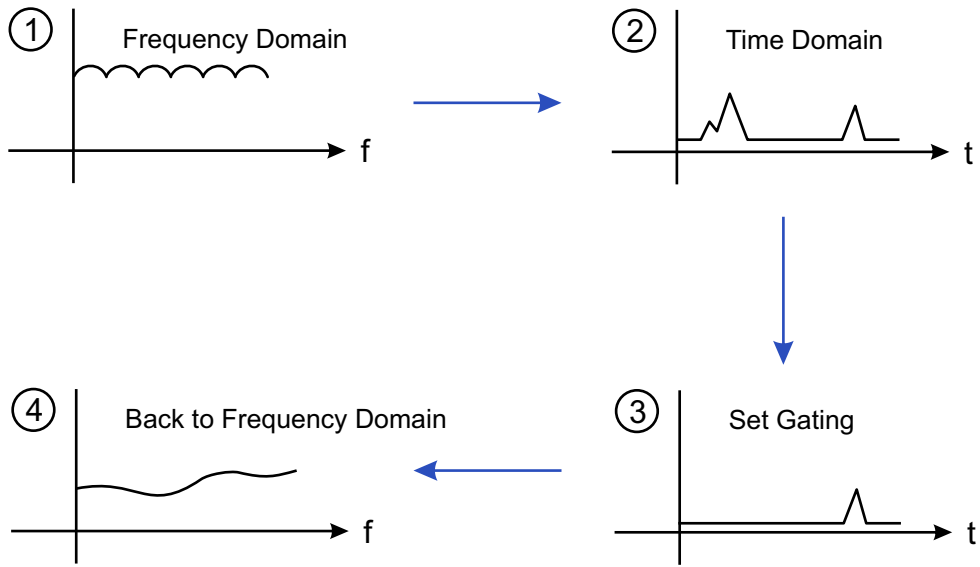 1
Frequency Domain
f
2
Time Domain
t
3
Set Gating
t
4
Back to Frequency Domain
f